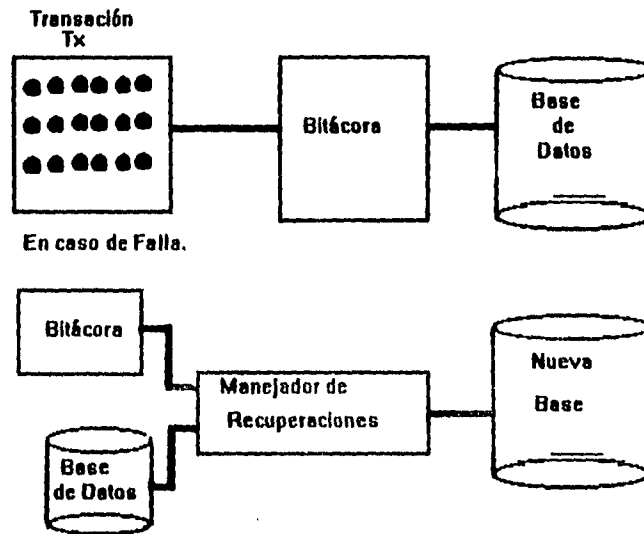 Transación
Tx
Bitácora
Base
de
Datos
En caso de Falla.
Bitácora
Manejador de
Recuperaciones
Nueva
Base
Base
de Datos